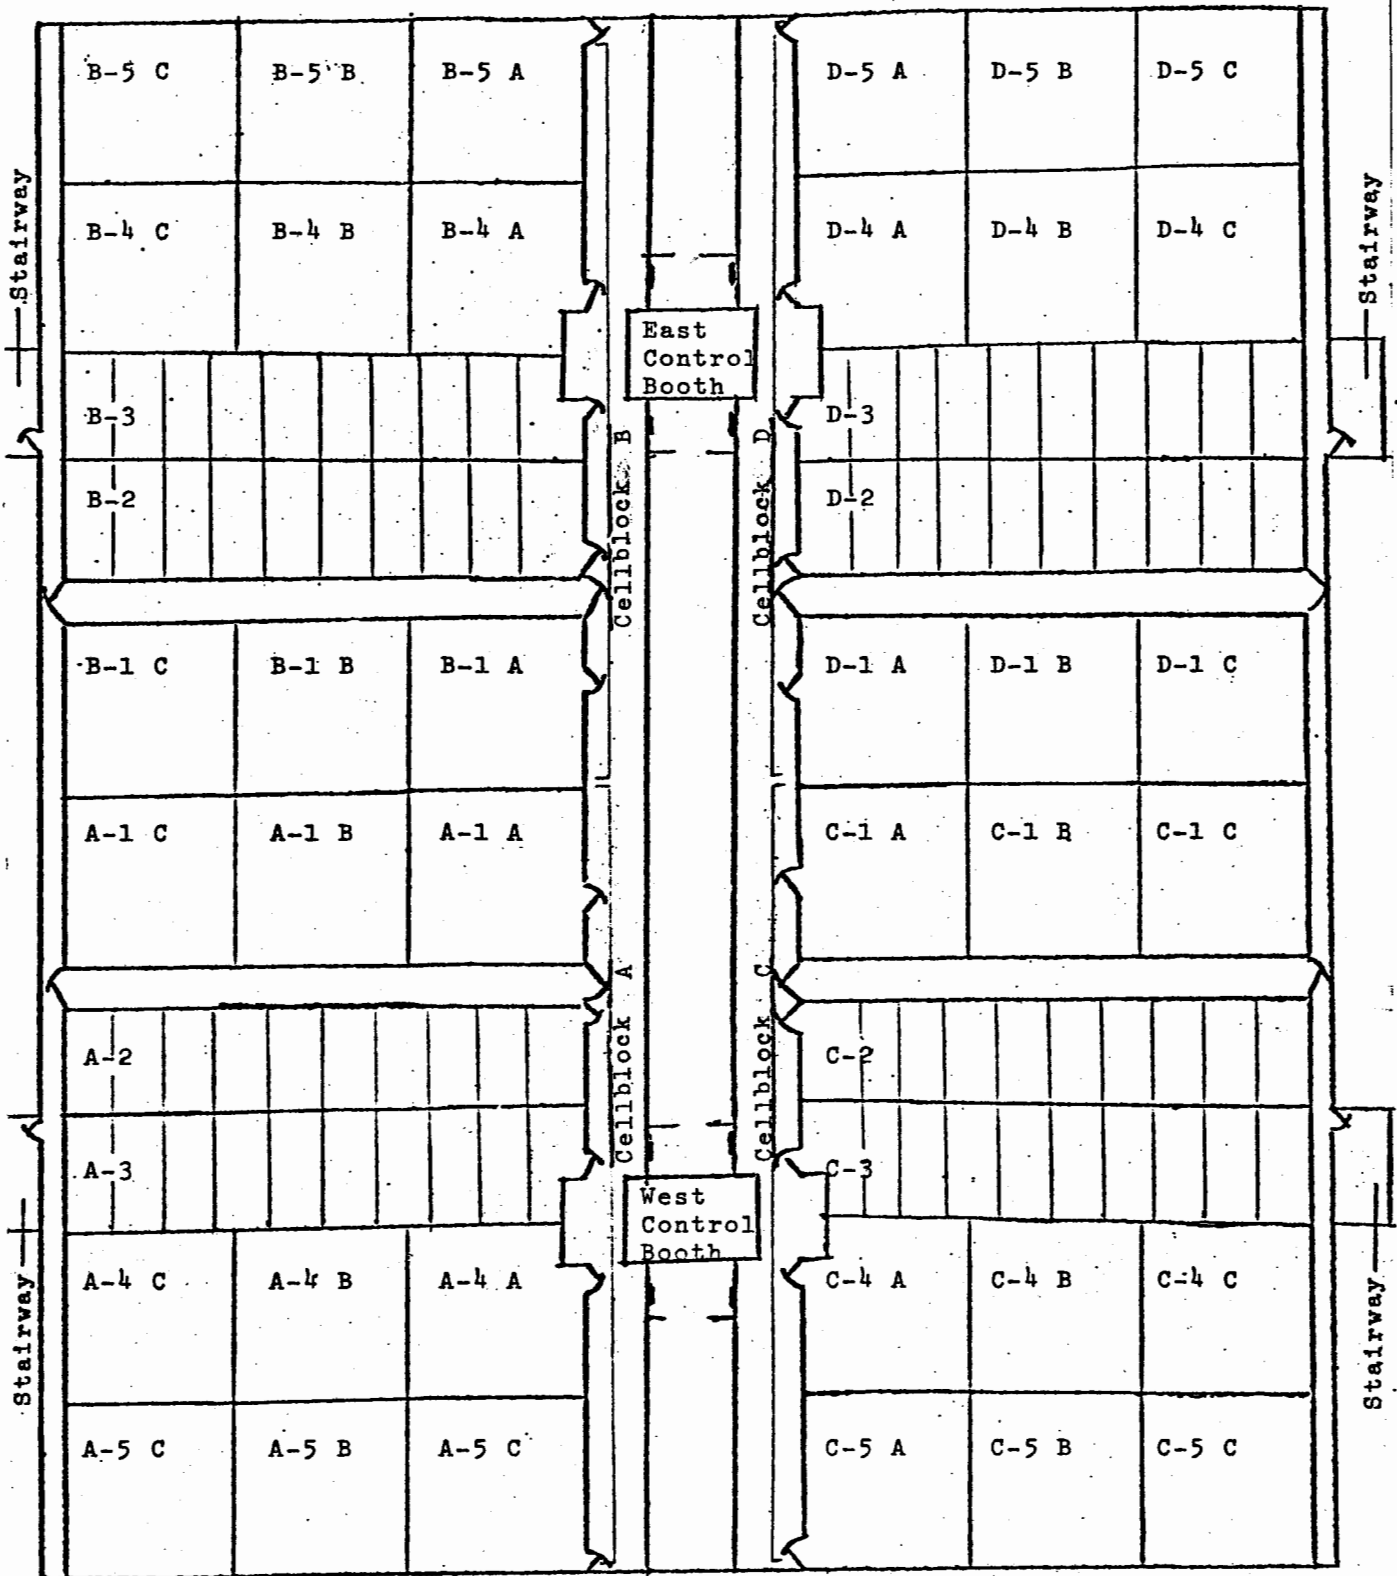 B-5 C B-5 B B-5 A D-5 A D-5 B D-5 C
Stairway
Stairway
B-4 C B-4 B B-4 A D-4 A D-4 B D-4 C
East
Control
Booth
B-3 D-3
Cellblock B
Cellblock D
B-2 D-2
B-1 C B-1 B B-1 A D-1 A D-1 B D-1 C
A-1 C A-1 B A-1 A C-1 A C-1 B C-1 C
Cellblock A
Cellblock C
A-2 C-2
A-3 C-3
West
Control
Booth
A-4 C A-4 B A-4 A C-4 A C-4 B C-4 C
Stairway
Stairway
A-5 C A-5 B A-5 C C-5 A C-5 B C-5 C